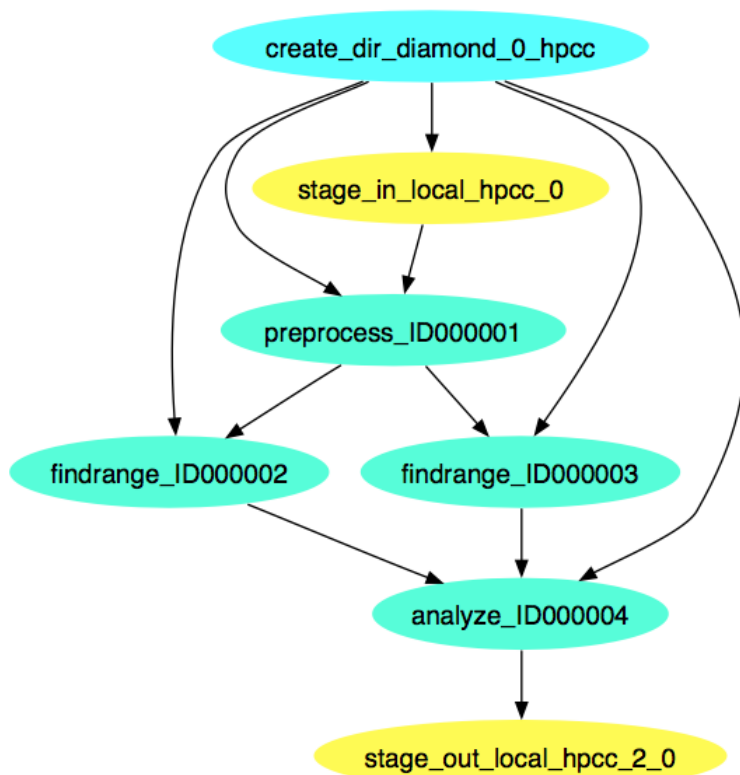 create_dir_diamond_0_hpcc
stage_in_local_hpcc_0
preprocess_ID000001
findrange_ID000002
findrange_ID000003
analyze_ID000004
stage_out_local_hpcc_2_0